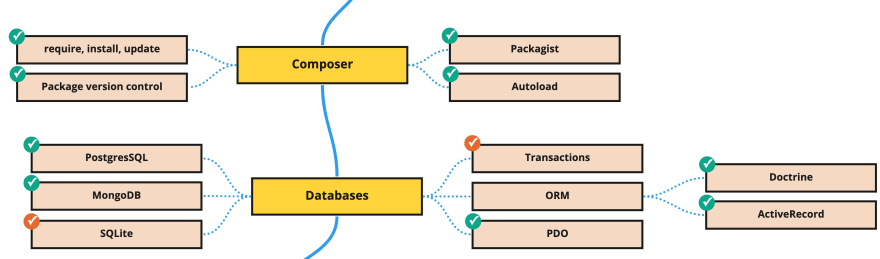 require, install, update
Package version control
Composer
Packagist
Autoload
PostgresSQL
MongoDB
SQLite
Databases
Transactions
ORM
PDO
Doctrine
ActiveRecord